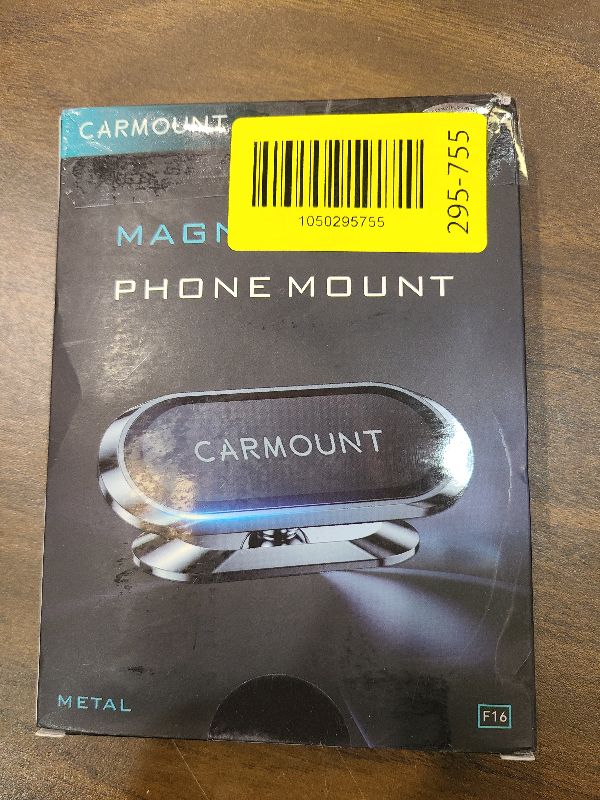 CARMOUNT
1050295755
295-755
MAGN
PHONE MOUNT
CARMOUNT
METAL
F16